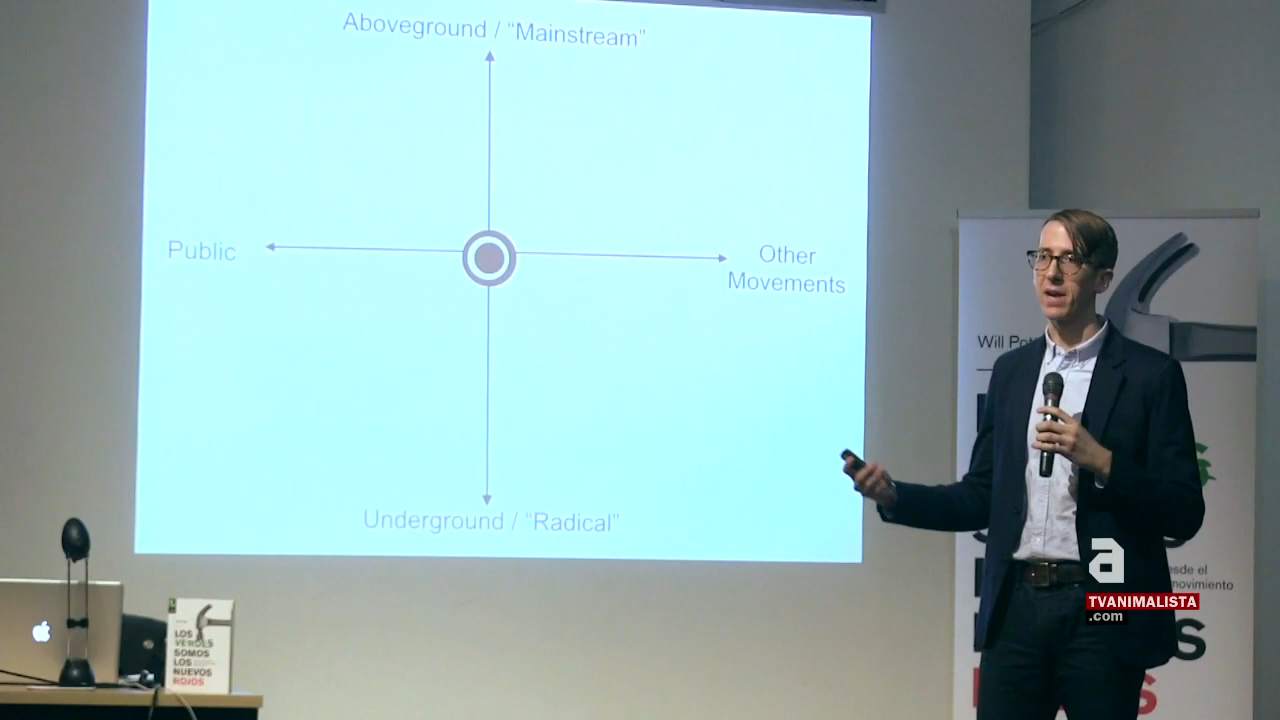 Aboveground / “Mainstream”
Public
Other
Movements
Underground / “Radical”
Will
esde el
movimiento
a
TVANIMALISTA
.com
LOS
VERDES
SOMOS
LOS
NUEVOS
ROJOS